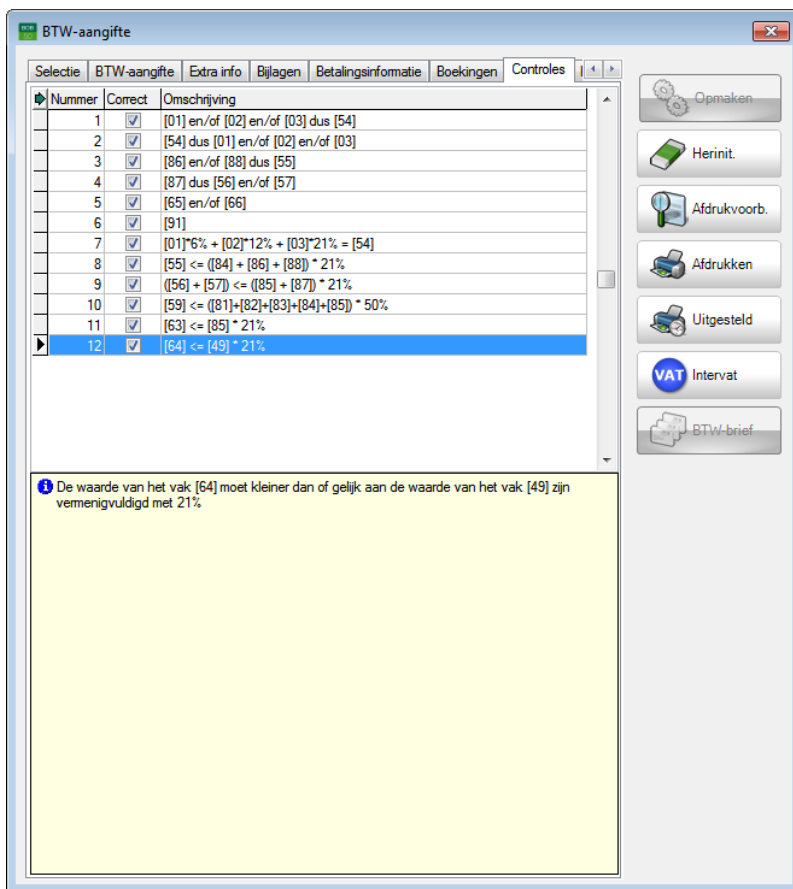 BOB
50
BTW-aangifte
Selectie BTW-aangifte Extra info Bijlagen Betalingsinformatie Boekingen Controles
Nummer Correct Omschrijving
1 [01] en/of [02] en/of [03] dus [54]
2 [54] dus [01] en/of [02] en/of [03]
3 [86] en/of [88] dus [55]
4 [87] dus [56] en/of [57]
5 [65] en/of [66]
6 [91]
7 [01]*6% + [02]*12% + [03]*21% = [54]
8 [55] <= ([84] + [86] + [88]) * 21%
9 ([56] + [57]) <= ([85] + [87]) * 21%
10 [59] <= ([81]+[82]+[83]+[84]+[85]) * 50%
11 [63] <= [85] * 21%
12 [64] <= [49] * 21%
De waarde van het vak [64] moet kleiner dan of gelijk aan de waarde van het vak [49] zijn
vermenigvuldigd met 21%
Opmaken
Herinit.
Afdrukvoorb.
Afdrukken
Uitgesteld
VAT Intervat
BTW-brief